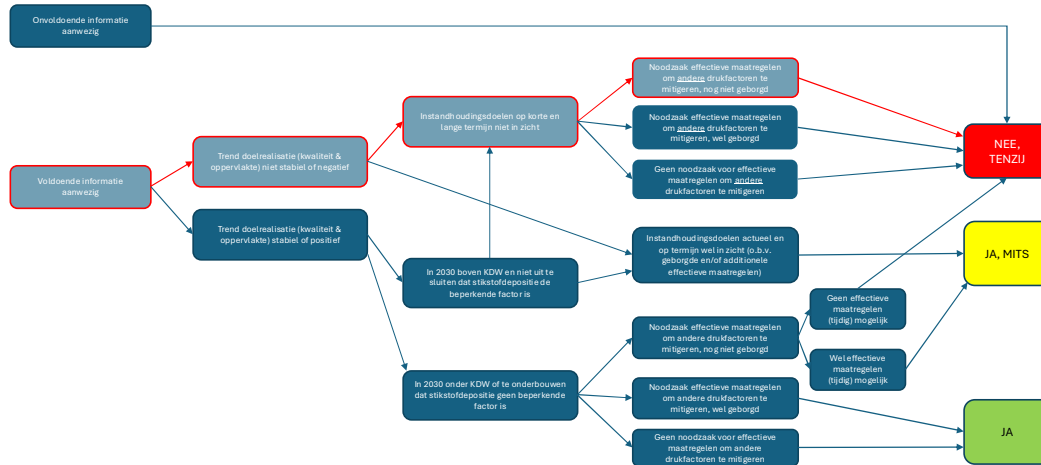 Onvoldoende informatie
aanwezig
Voldoende informatie
aanwezig
Trend doelrealisatie (kwaliteit &
oppervlakte) niet stabiel of negatief
Trend doelrealisatie (kwaliteit &
oppervlakte) stabiel of positief
Instandhoudingsdoelen op korte en
lange termijn niet in zicht
In 2030 boven KDW en niet uit te
sluiten dat stikstofdepositie de
beperkende factor is
In 2030 onder KDW of te onderbouwen
dat stikstofdepositie geen beperkende
factor is
Noodzaak effectieve maatregelen
om andere drukfactoren te
mitigeren, nog niet geborgd
Noodzaak effectieve maatregelen
om andere drukfactoren te
mitigeren, wel geborgd
Geen noodzaak voor effectieve
maatregelen om andere
drukfactoren te mitigeren
Instandhoudingsdoelen actueel en
op termijn wel in zicht (o.b.v.
geborgde en/of additionele
effectieve maatregelen)
Noodzaak effectieve maatregelen
om andere drukfactoren te
mitigeren, nog niet geborgd
Noodzaak effectieve maatregelen
om andere drukfactoren te
mitigeren, wel geborgd
Geen noodzaak voor effectieve
maatregelen om andere
drukfactoren te mitigeren
Geen effectieve
maatregelen
(tijdig) mogelijk
Wel effectieve
maatregelen
(tijdig) mogelijk
NEE,
TENZIJ
JA, MITS
JA